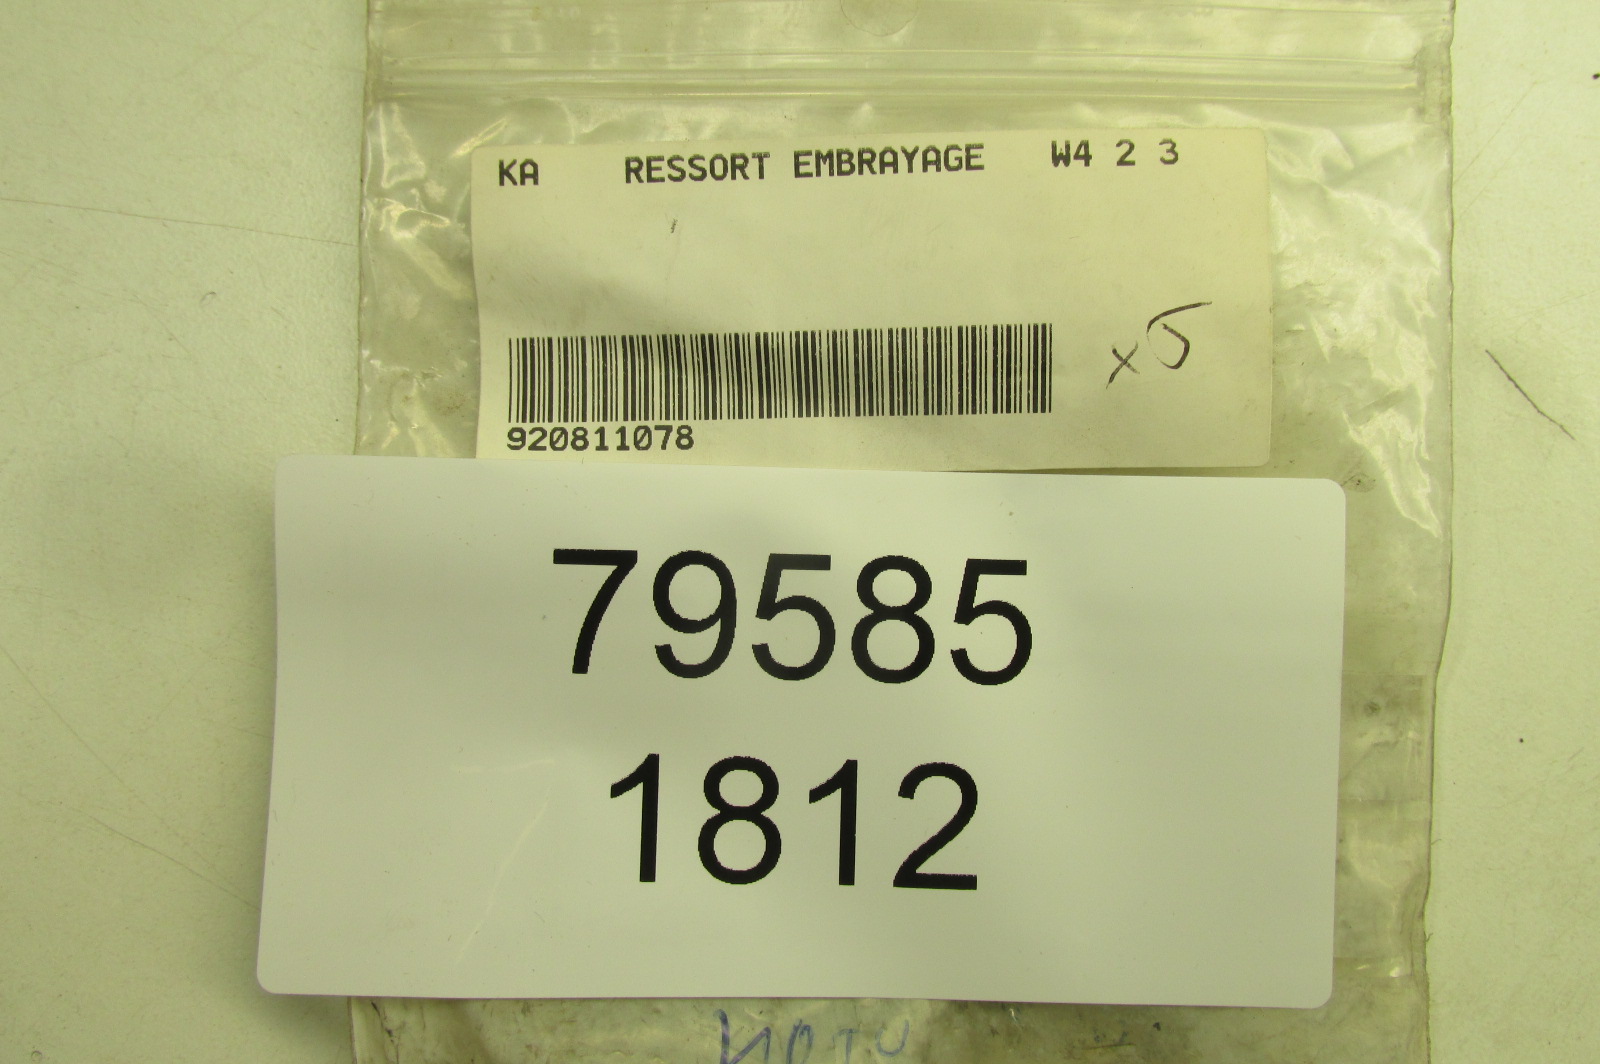 KA RESSORT EMBRAYAGE W4 2 3
x5
920811078
79585
1812